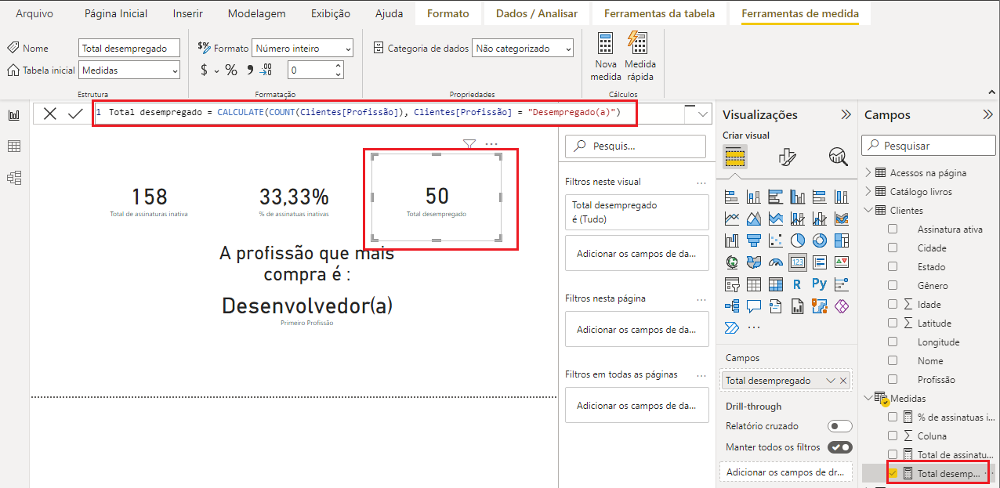 Arquivo Página Inicial Inserir Modelagem Exibição Ajuda Formato Dados / Analisar Ferramentas da tabela Ferramentas de medida
Nome Total desempregado
Tabela inicial Medidas
Estrutura
$% Formato Número inteiro
$ % 9 .00 0
Formatação
Categoria de dados Não categorizado
Propriedades
Nova
medida
Medida
rápida
Cálculos
1 Total desempregado = CALCULATE(COUNT(Clientes[Profissão]), Clientes[Profissão] = "Desempregado(a)")
158
Total de assinaturas inativa
33,33%
% de assinatuas inativas
50
Total desempregado
A profissão que mais
compra é :
Desenvolvedor(a)
Primeiro Profissão
Pesquis...
Filtros neste visual ...
Total desempregado
é (Tudo)
Adicionar os campos de da...
Filtros nesta página ...
Adicionar os campos de da...
Filtros em todas as páginas ...
Adicionar os campos de da...
Visualizações
Criar visual
123
R Py
...
Campos
Total desempregado
Drill-through
Relatório cruzado
Manter todos os filtros
Adicionar os campos de dr...
Campos
Pesquisar
Acessos na página
Catálogo livros
Clientes
Assinatura ativa
Cidade
Estado
Gênero
∑ Idade
∑ Latitude
Longitude
Nome
Profissão
Medidas
% de assinatuas i...
∑ Coluna
Total de assinatu...
Total desemp... ...